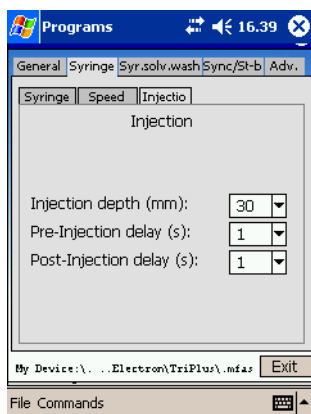 Programs 16.39
General Syringe Syr.solv.wash Sync/St-b Adv.
Syringe Speed Injectio
Injection
Injection depth (mm): 30
Pre-Injection delay (s): 1
Post-Injection delay (s): 1
My Device:\. ..Electron\TriPlus\.mfas Exit
File Commands